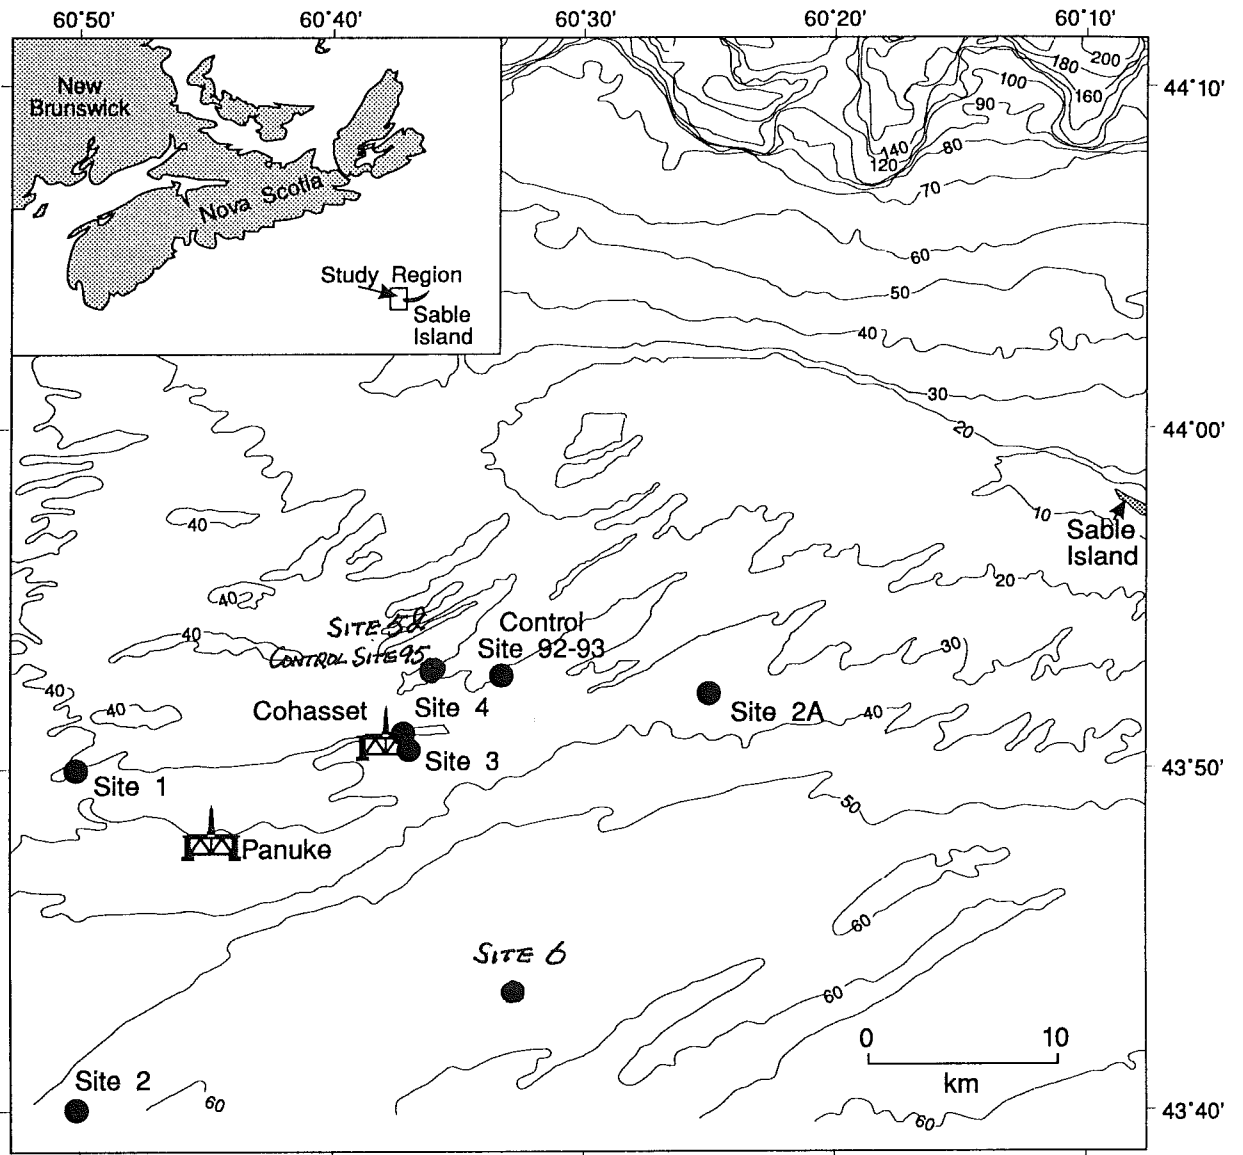 60°50'
60°40'
60°30'
60°20'
60°10'
New
Brunswick
Nova Scotia
Study Region
Sable
Island
200
180
160
100
90
140
120
80
70
44°10'
60
50
40
30
20
44°00'
10
Sable
Island
40
40
20
SITE 5 &
CONTROL SITE 95
Control
Site 92-93
40
30
40
40
Cohasset
Site 4
Site 2A
40
Site 3
Site 1
43°50'
50
Panuke
60
SITE 6
60
0 10
km
Site 2
60
60
43°40'